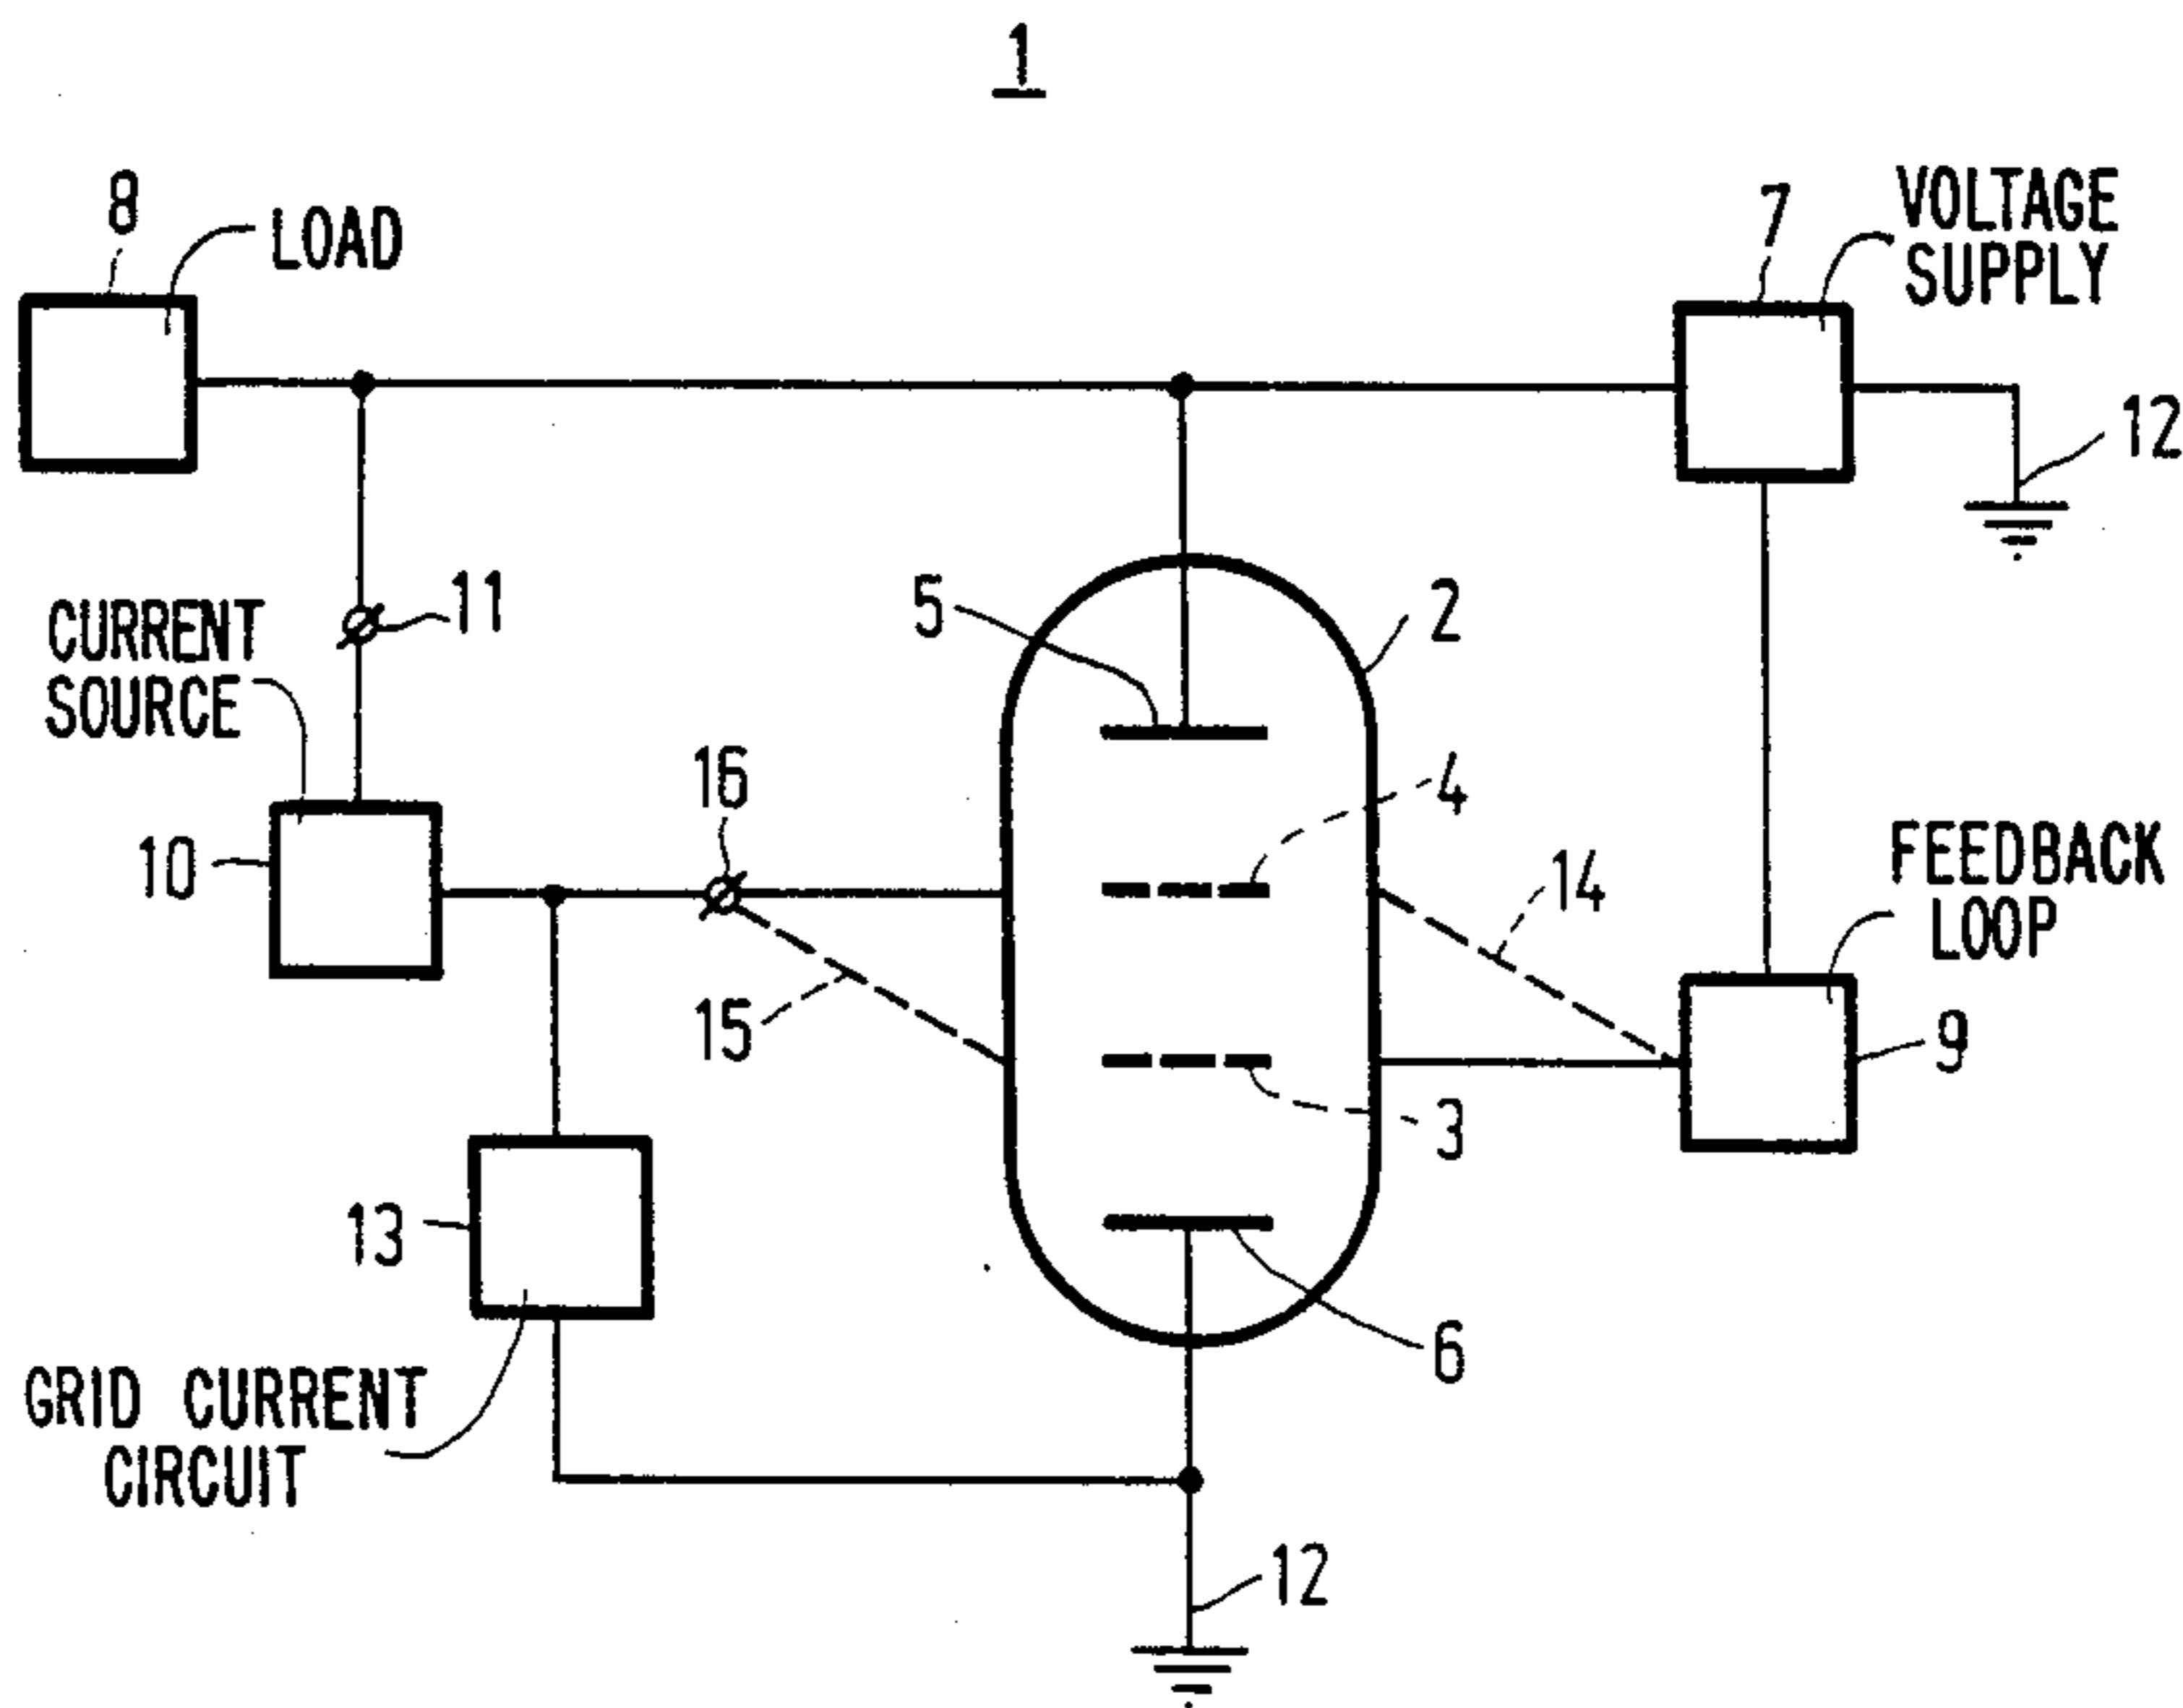 1
8
LOAD
7
VOLTAGE
SUPPLY
12
5
2
11
CURRENT
SOURCE
16
4
10
14
FEEDBACK
LOOP
15
9
3
13
6
GRID CURRENT
CIRCUIT
12